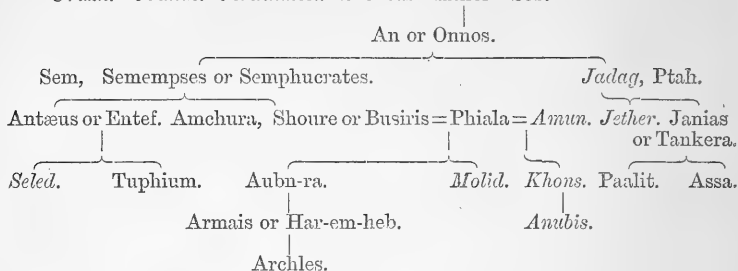 An or Onnos.
Sem, Semempses or Semphucrates. Jadag, Ptah.
Antæus or Entef. Amchura, Shoure or Busiris=Phiala=Amun. Jether. Janias
or Tankera.
Seled. Tuphium. Aubn-ra. Molid. Khons. Paalit. Assa.
Armais or Har-em-heb. Anubis.
Archles.